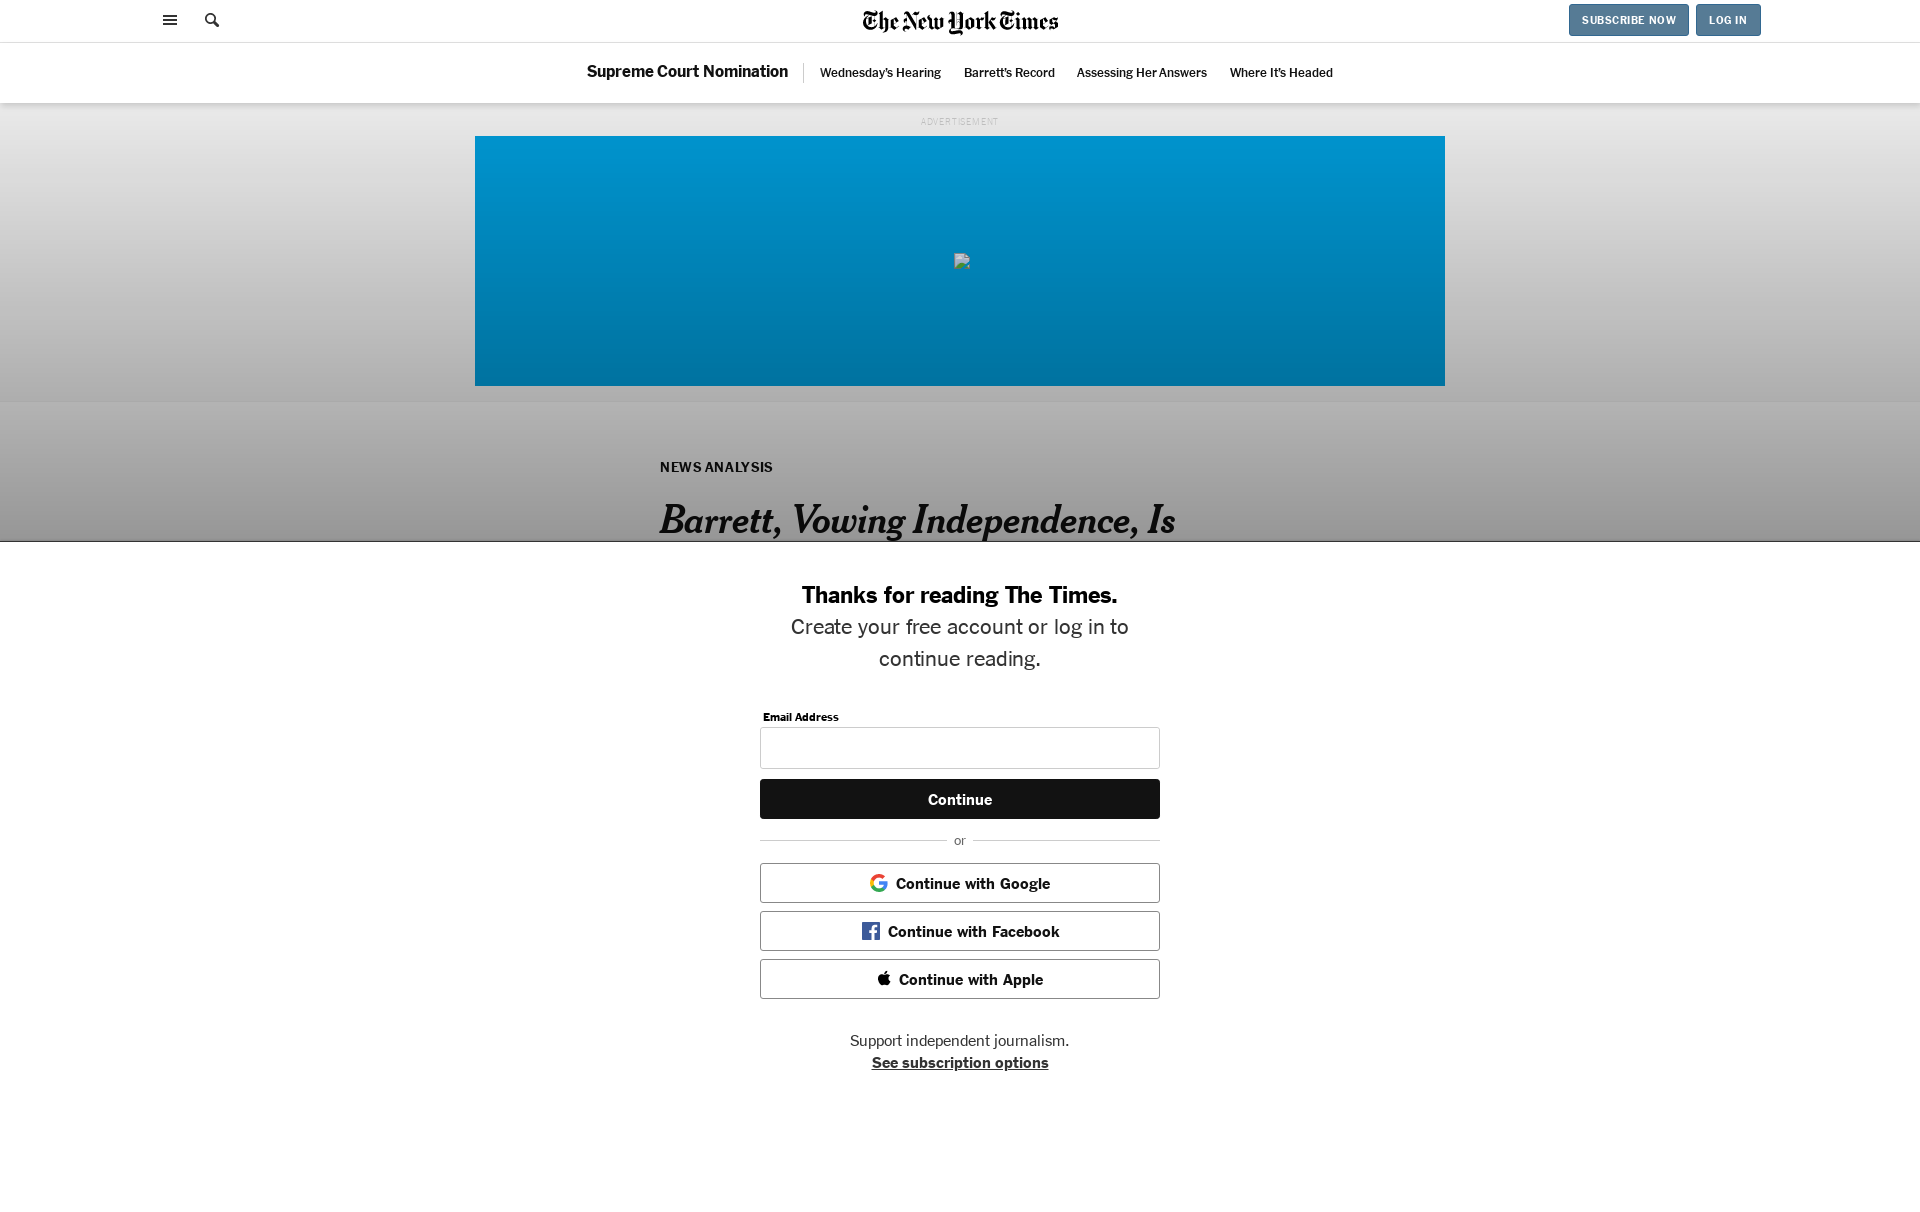 The New York Times
SUBSCRIBE NOW
LOG IN
Supreme Court Nomination
Wednesday's Hearing
Barrett's Record
Assessing Her Answers
Where It's Headed
ADVERTISEMENT
NEWS ANALYSIS
Barrett, Vowing Independence, Is
Thanks for reading The Times.
Create your free account or log in to
continue reading.
Email Address
Continue
or
Continue with Google
Continue with Facebook
Continue with Apple
Support independent journalism.
See subscription options